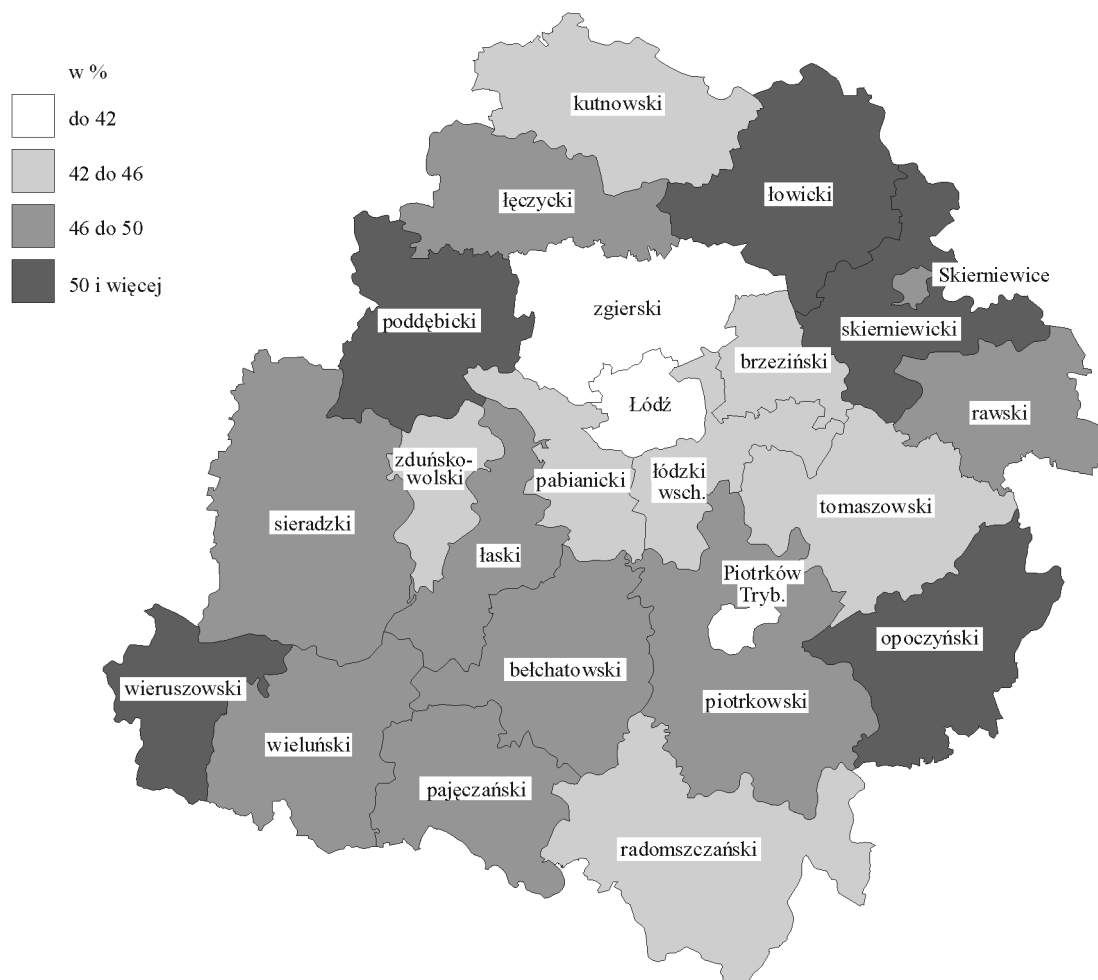 w %
do 42
42 do 46
46 do 50
50 i więcej
kutnowski
łęczycki
łowicki
Skierniewice
poddębicki
zgierski
skierniewicki
brzeziński
rawski
Łódź
zduńsko-
wolski
pabianicki
łódzki
wsch.
tomaszowski
sieradzki
łaski
Piotrków
Tryb.
opoczyński
wieruszowski
bełchatowski
piotrkowski
wieluński
pajęczański
radomszczański